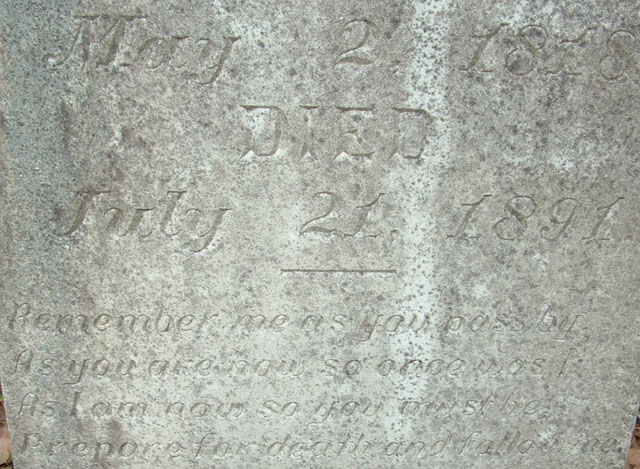 May 2. 1818
DIED
July 21. 1891.
Remember me as you pass by.
As you are now so once was I:
As I am now so you must be,
Prepare for death and follow me.